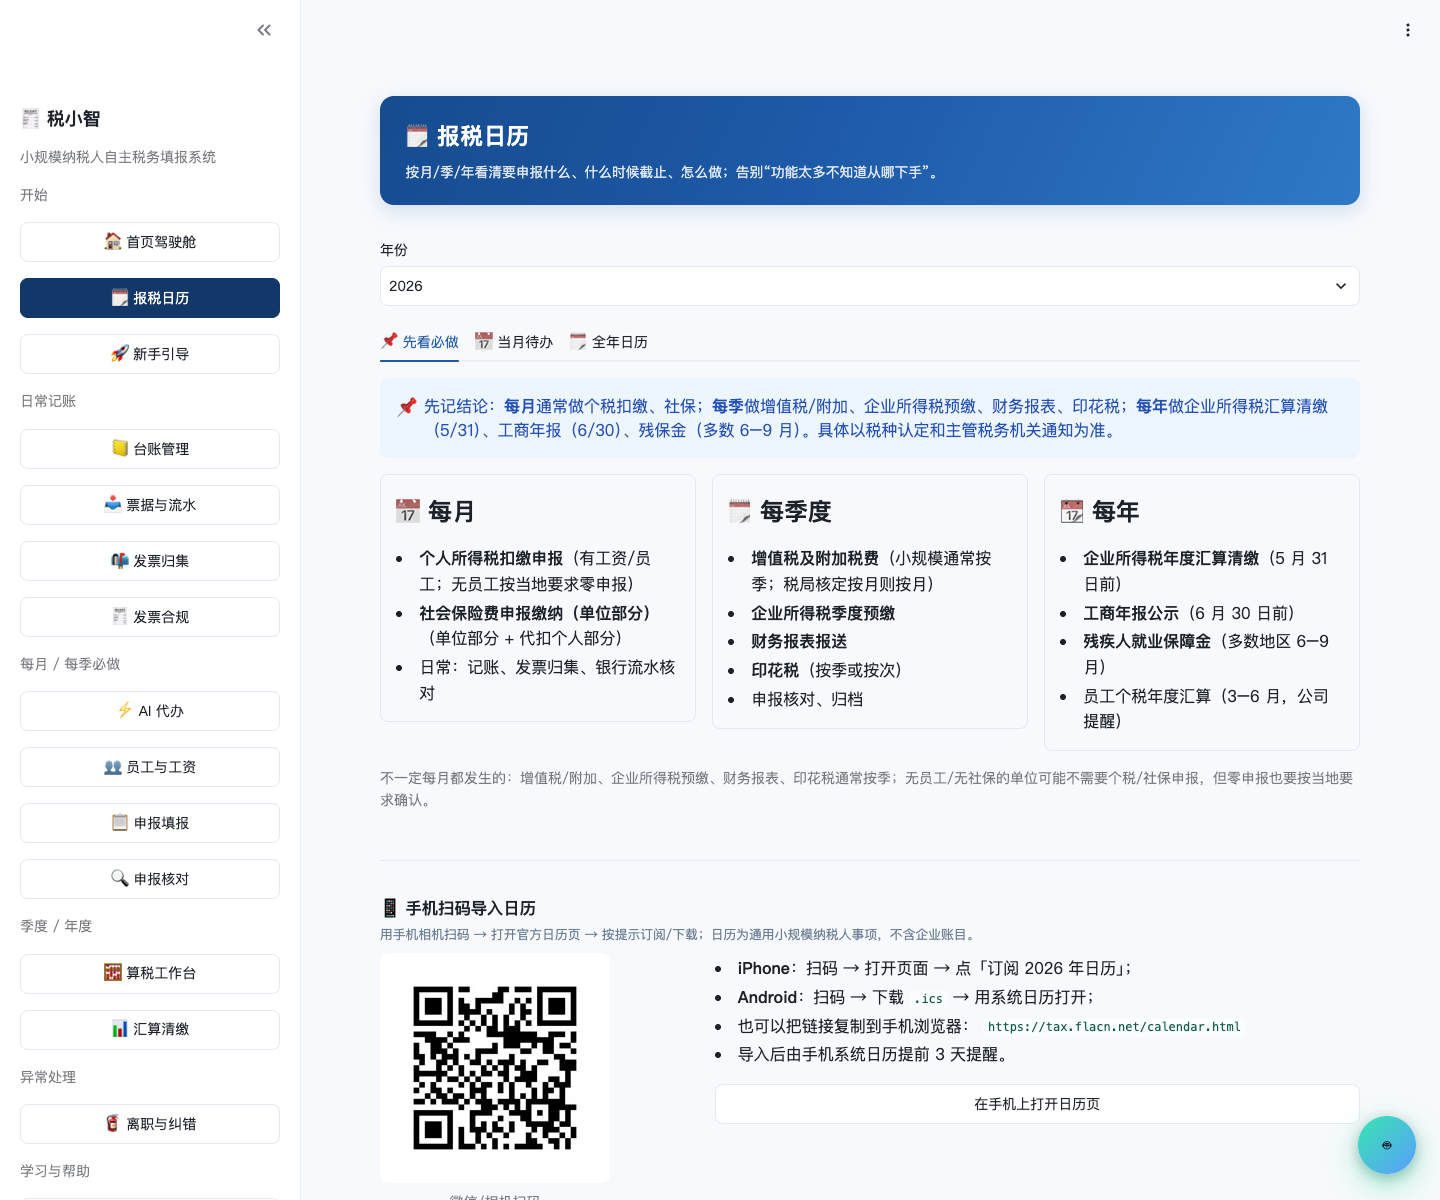 税小智
小规模纳税人自主税务填报系统
开始
首页驾驶舱
报税日历
新手引导
日常记账
台账管理
票据与流水
发票归集
发票合规
每月 / 每季必做
AI 代办
员工与工资
申报填报
申报核对
季度 / 年度
算税工作台
汇算清缴
异常处理
离职与纠错
学习与帮助
报税日历
按月/季/年看清要申报什么、什么时候截止、怎么做；告别“功能太多不知道从哪下手”。
年份
2026
先看必做
当月待办
全年日历
先记结论：每月通常做个税扣缴、社保；每季做增值税/附加、企业所得税预缴、财务报表、印花税；每年做企业所得税汇算清缴
（5/31）、工商年报（6/30）、残保金（多数 6–9 月）。具体以税种认定和主管税务机关通知为准。
每月
个人所得税扣缴申报（有工资/员
工；无员工按当地要求零申报）
社会保险费申报缴纳（单位部分）
（单位部分 + 代扣个人部分）
日常：记账、发票归集、银行流水核
对
每季度
增值税及附加税费（小规模通常按
季；税局核定按月则按月）
企业所得税季度预缴
财务报表报送
印花税（按季或按次）
申报核对、归档
每年
企业所得税年度汇算清缴（5 月 31
日前）
工商年报公示（6 月 30 日前）
残疾人就业保障金（多数地区 6–9
月）
员工个税年度汇算（3–6 月，公司
提醒）
不一定每月都发生的：增值税/附加、企业所得税预缴、财务报表、印花税通常按季；无员工/无社保的单位可能不需要个税/社保申报，但零申报也要按当地要
求确认。
手机扫码导入日历
用手机相机扫码 → 打开官方日历页 → 按提示订阅/下载；日历为通用小规模纳税人事项，不含企业账目。
iPhone：扫码 → 打开页面 → 点「订阅 2026 年日历」；
Android：扫码 → 下载 .ics → 用系统日历打开；
也可以把链接复制到手机浏览器： https://tax.flacn.net/calendar.html
导入后由手机系统日历提前 3 天提醒。
在手机上打开日历页